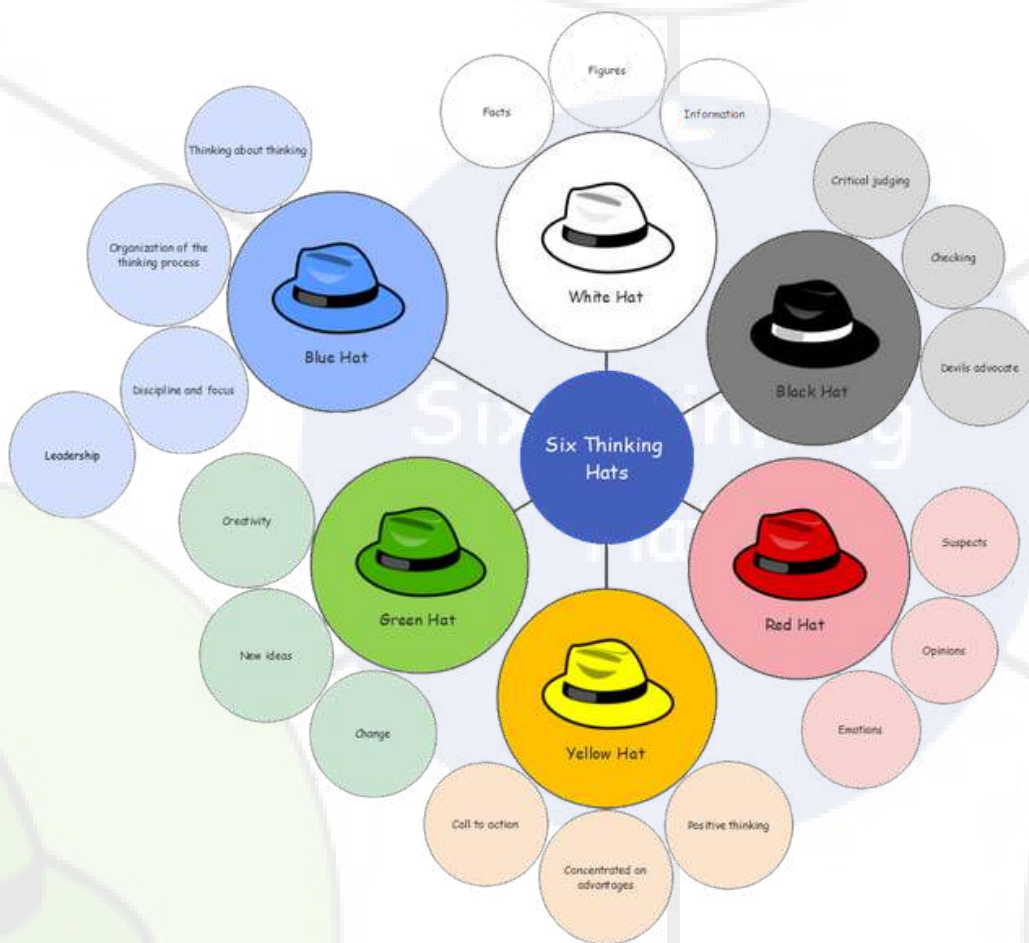 Figures
Facts
Information
White Hat
Critical judging
Checking
Devils advocate
Black Hat
Thinking about thinking
Organization of the
thinking process
Discipline and focus
Leadership
Blue Hat
Six Thinking
Hats
Six Thinking
Creativity
New ideas
Change
Green Hat
Suspects
Opinions
Emotions
Red Hat
Yellow Hat
Call to action
Concentrated on
advantages
Positive thinking